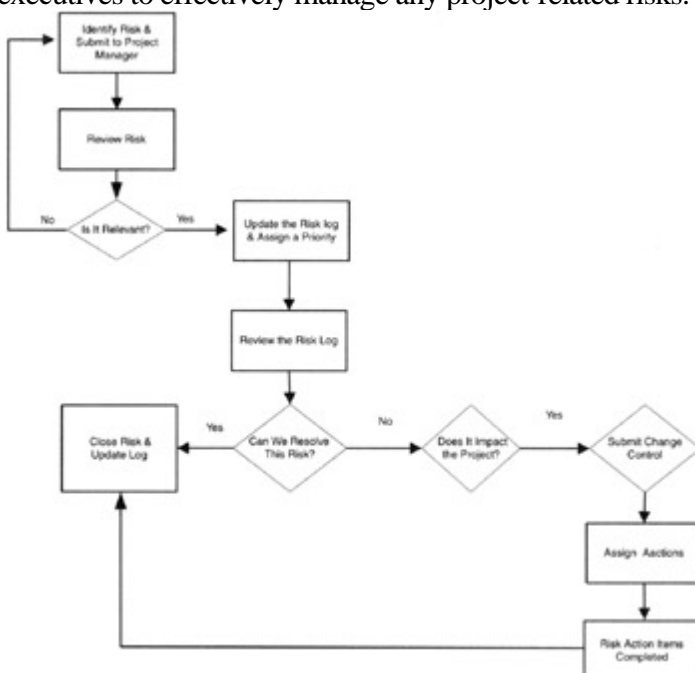 executives to effectively manage any project-related risks.
Identify Risk &
Submit to Project
Manager
Review Risk
No
Is It Relevant?
Yes
Update the Risk log
& Assign a Priority
Review the Risk Log
Close Risk &
Update Log
Yes
Can We Resolve
This Risk?
No
Does It Impact
the Project?
Yes
Submit Change
Control
Assign Aactions
Risk Action Items
Completed